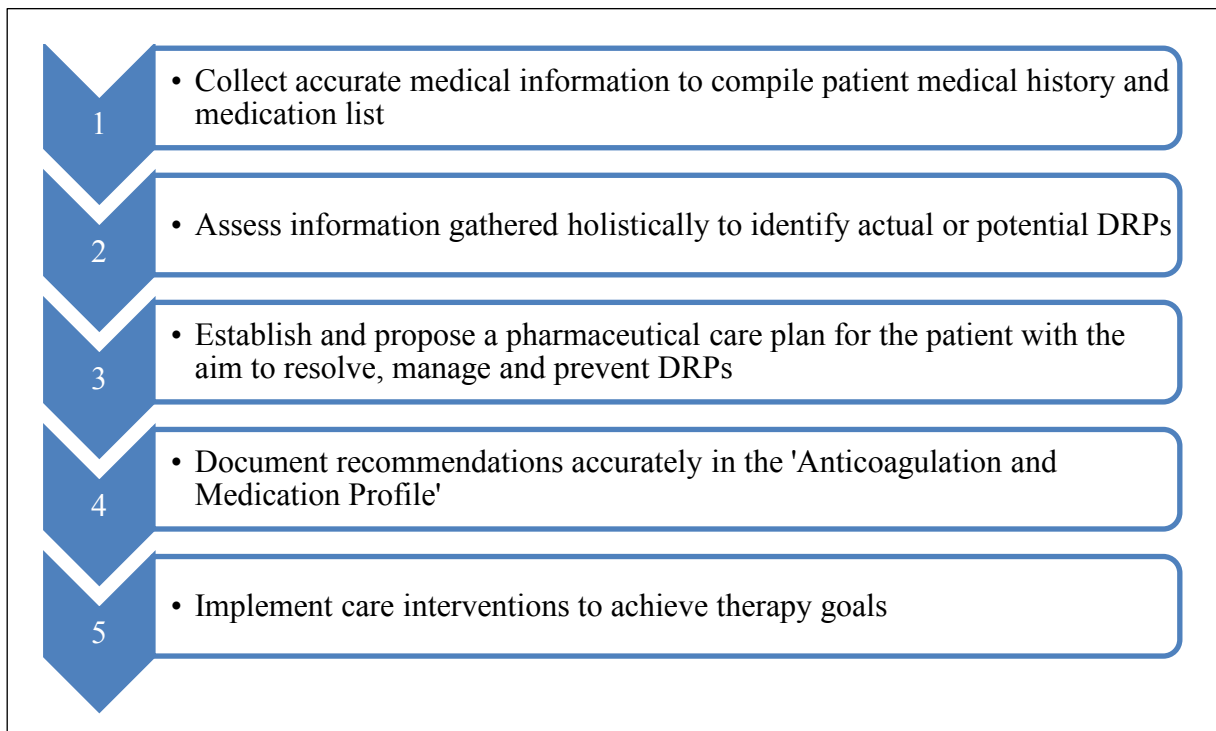 1
• Collect accurate medical information to compile patient medical history and
medication list
2
• Assess information gathered holistically to identify actual or potential DRPs
3
• Establish and propose a pharmaceutical care plan for the patient with the
aim to resolve, manage and prevent DRPs
4
• Document recommendations accurately in the 'Anticoagulation and
Medication Profile'
5
• Implement care interventions to achieve therapy goals